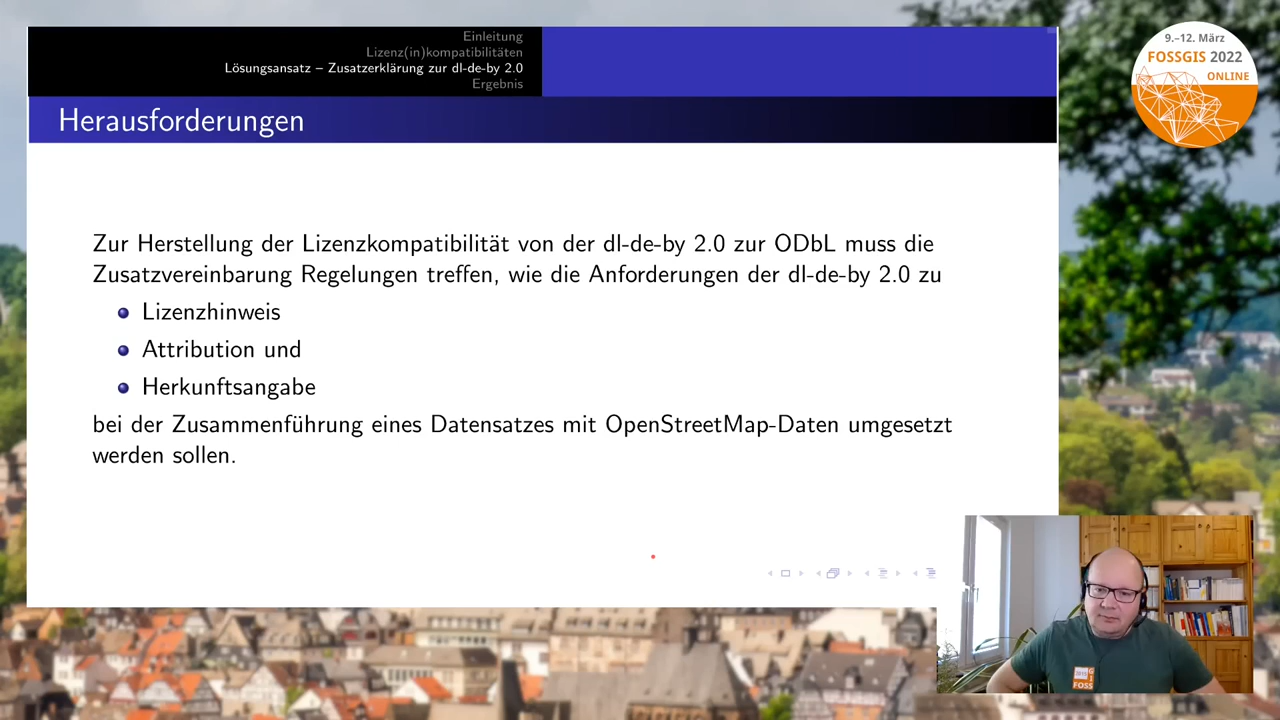 Einleitung
Lizenz(in)kompatibilitäten
Lösungsansatz – Zusatzerklärung zur dl-de-by 2.0
Ergebnis
Herausforderungen
Zur Herstellung der Lizenzkompatibilität von der dl-de-by 2.0 zur ODbL muss die
Zusatzvereinbarung Regelungen treffen, wie die Anforderungen der dl-de-by 2.0 zu
Lizenzhinweis
Attribution und
Herkunftsangabe
bei der Zusammenführung eines Datensatzes mit OpenStreetMap-Daten umgesetzt
werden sollen.
9.–12. März
FOSSGIS 2022
ONLINE
FOSS